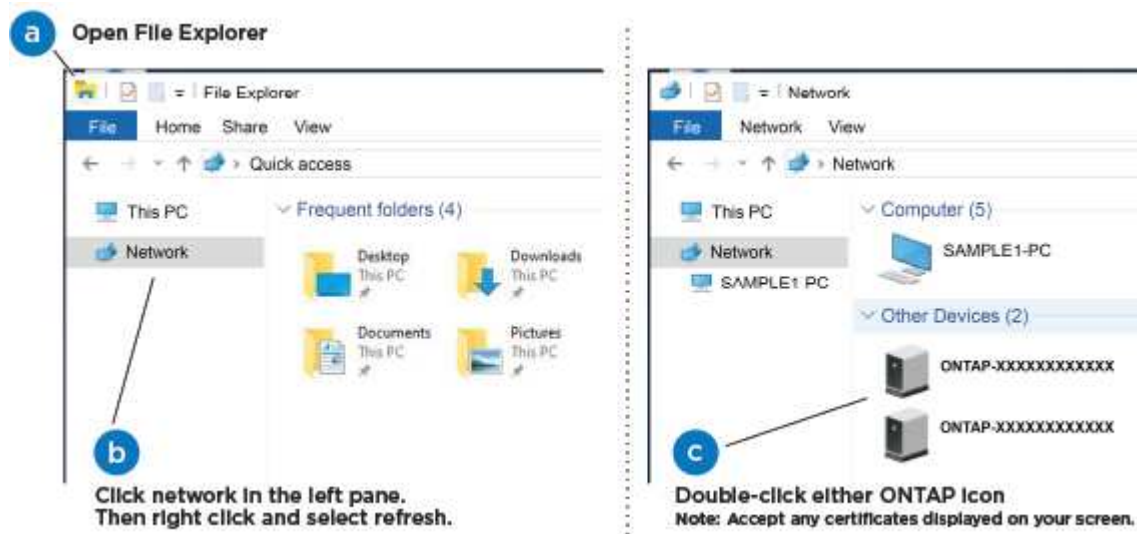 a Open File Explorer
File Explorer
File Home Share View
Quick access
This PC
Network
Frequent folders (4)
Desktop
This PC
Downloads
This PC
Documents
This PC
Pictures
This PC
b
Click network in the left pane.
Then right click and select refresh.
Network
File Network View
Network
This PC
Network
SAMPLE1 PC
Computer (5)
SAMPLE1-PC
Other Devices (2)
ONTAP-XXXXXXXXXXXX
ONTAP-XXXXXXXXXXXX
c
Double-click either ONTAP icon
Note: Accept any certificates displayed on your screen.